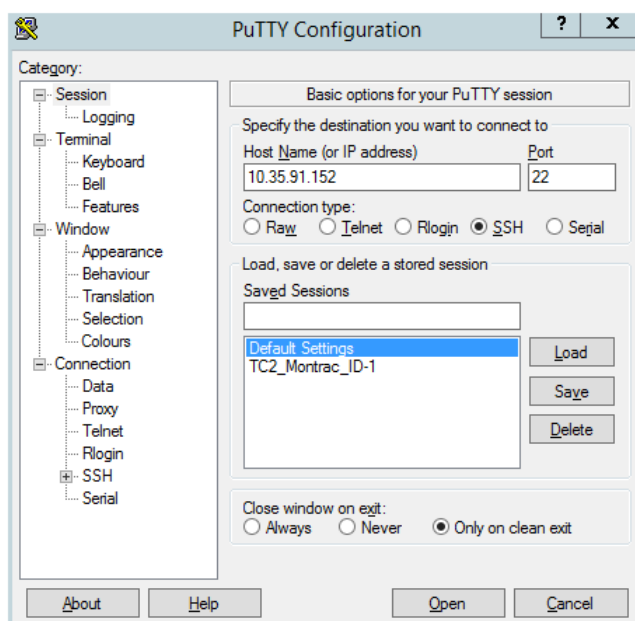 PuTTY Configuration
? x
Category:
Session
Logging
Terminal
Keyboard
Bell
Features
Window
Appearance
Behaviour
Translation
Selection
Colours
Connection
Data
Proxy
Telnet
Rlogin
SSH
Serial
Basic options for your PuTTY session
Specify the destination you want to connect to
Host Name (or IP address) Port
10.35.91.152 22
Connection type:
Raw Telnet Rlogin SSH Serial
Load, save or delete a stored session
Saved Sessions
Default Settings
TC2_Montrac_ID-1
Load
Save
Delete
Close window on exit:
Always Never Only on clean exit
About Help Open Cancel